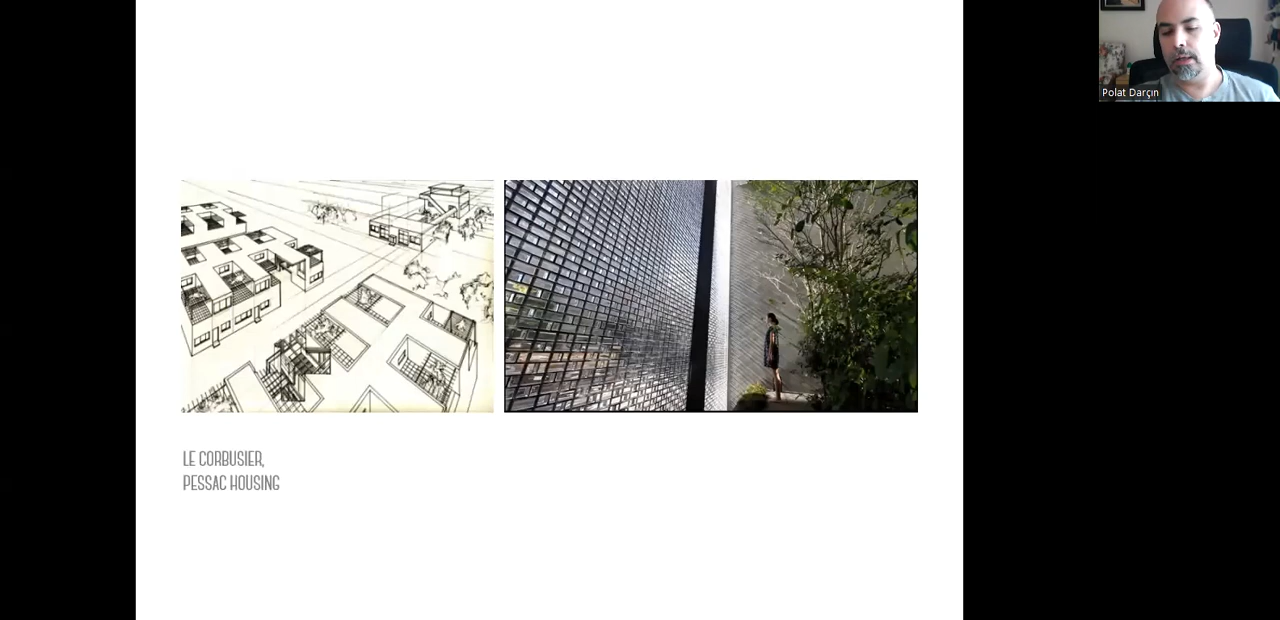 LE CORBUSIER,
PESSAC HOUSING
Polat Darçın